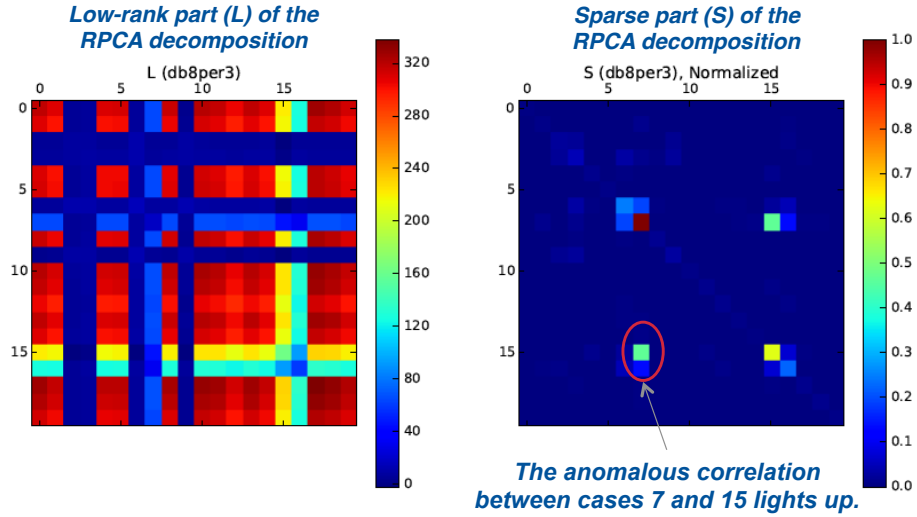 Low-rank part (L) of the
RPCA decomposition
L (db8per3)
0 5 10 15
0
5
10
15
320
280
240
200
160
120
80
40
0
Sparse part (S) of the
RPCA decomposition
S (db8per3), Normalized
0 5 10 15
0
5
10
15
1.0
0.9
0.8
0.7
0.6
0.5
0.4
0.3
0.2
0.1
0.0
The anomalous correlation
between cases 7 and 15 lights up.